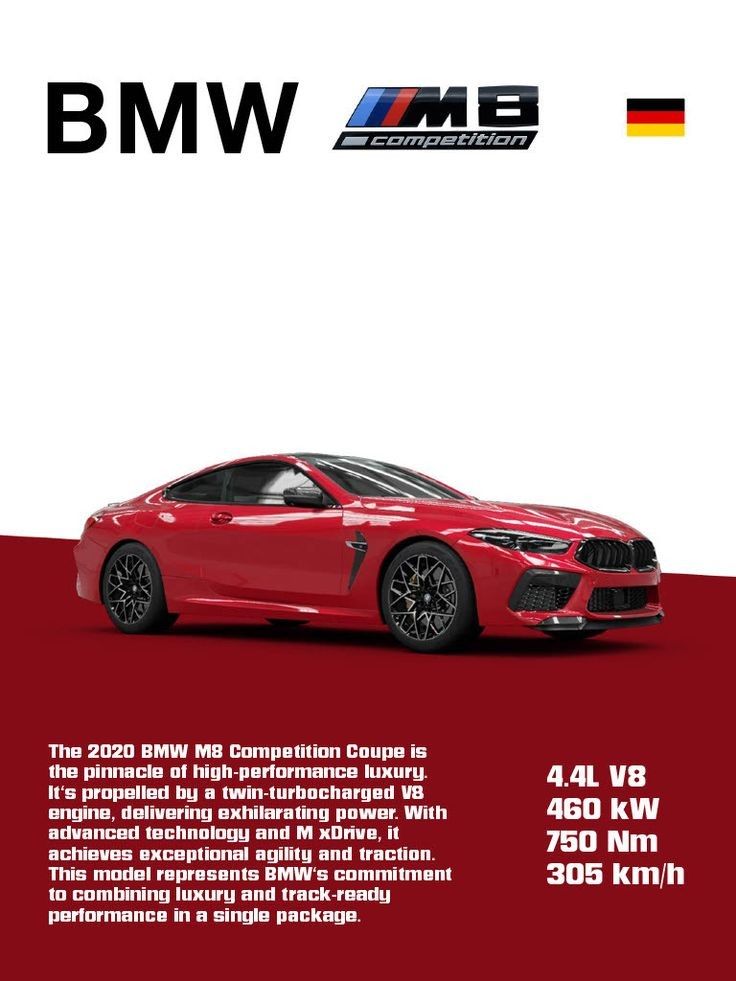 BMW
M8
competition
The 2020 BMW M8 Competition Coupe is
the pinnacle of high-performance luxury.
It's propelled by a twin-turbocharged V8
engine, delivering exhilarating power. With
advanced technology and M xDrive, it
achieves exceptional agility and traction.
This model represents BMW's commitment
to combining luxury and track-ready
performance in a single package.
4.4L V8
460 kW
750 Nm
305 km/h